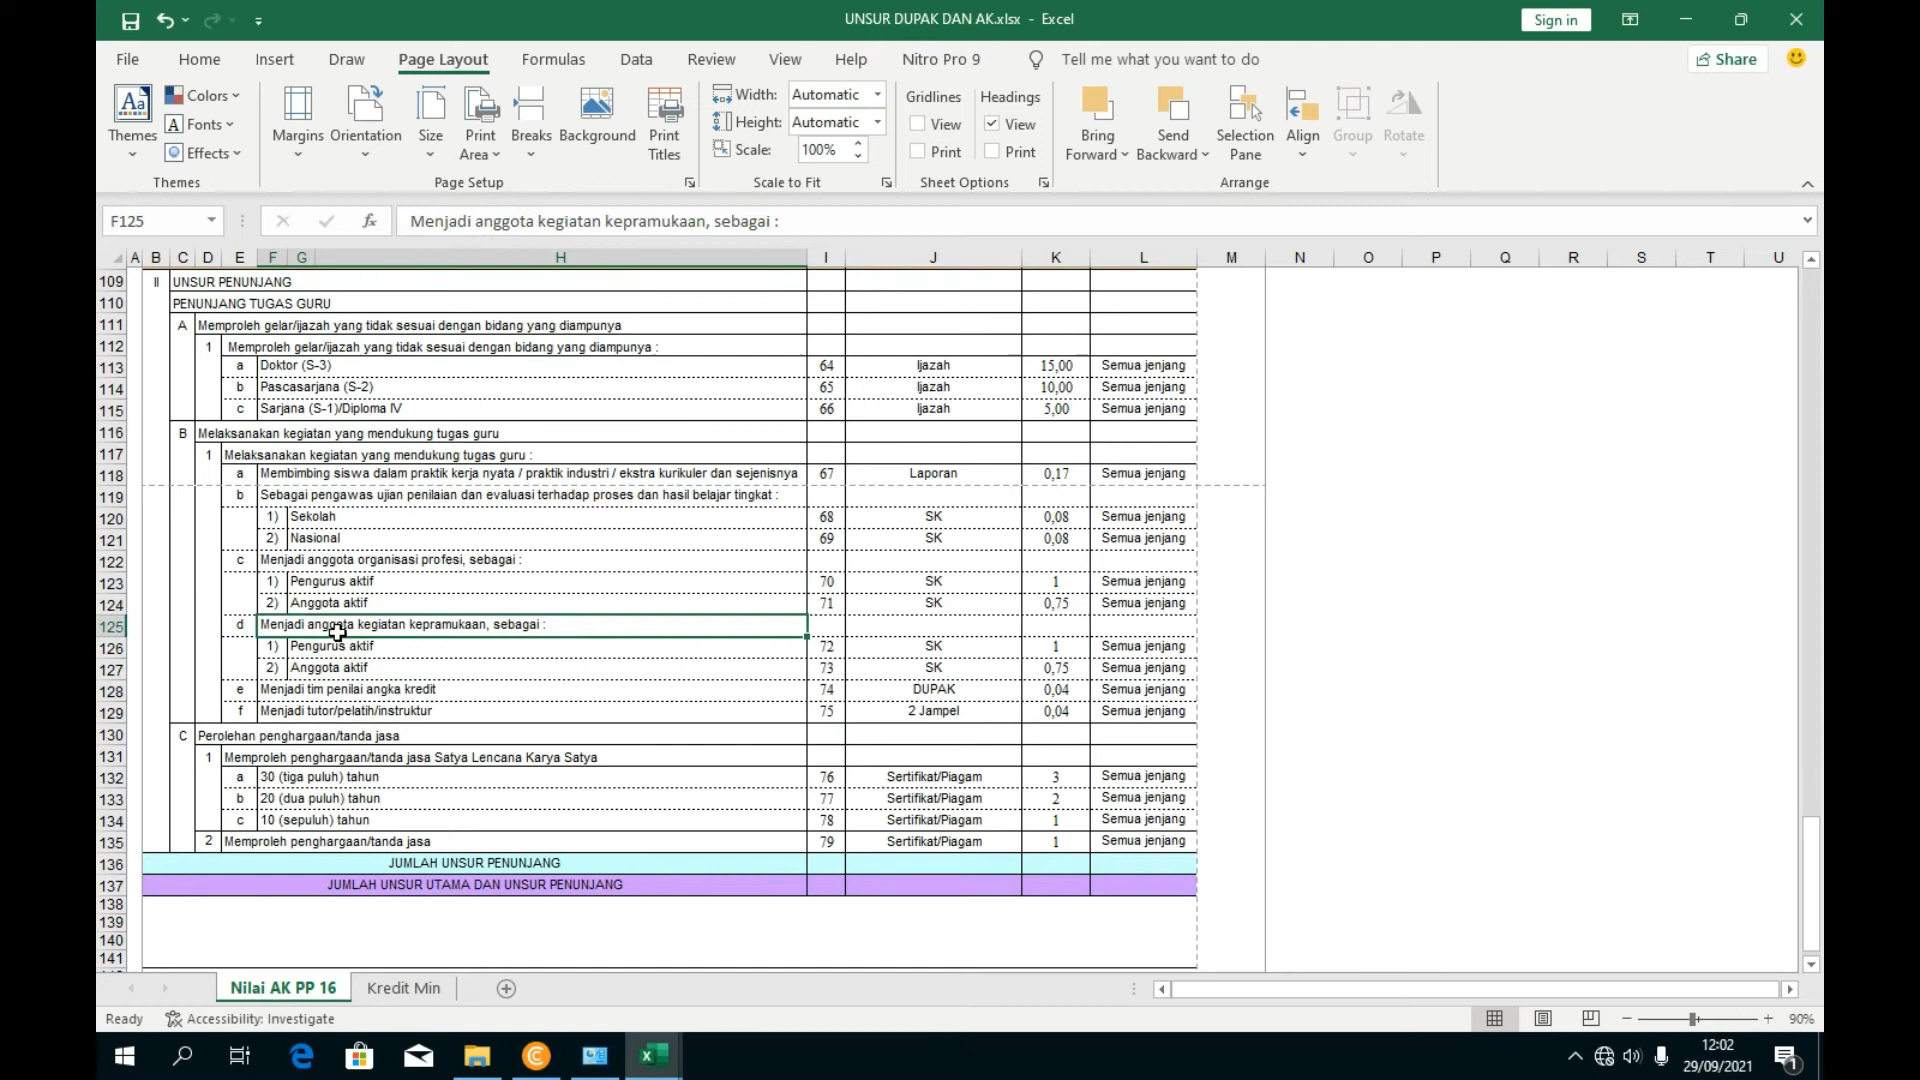 UNSUR DUPAK DAN AK.xlsx - Excel
Sign in
File Home Insert Draw Page Layout Formulas Data Review View Help Nitro Pro 9 Tell me what you want to do Share
Themes
Colors
Fonts
Effects
Themes
Margins Orientation Size Print Area Breaks Background Print Titles
Page Setup
Width: Automatic
Height: Automatic
Scale: 100%
Scale to Fit
Gridlines Headings
View View
Print Print
Sheet Options
Bring Forward Send Backward Selection Pane Align Group Rotate
Arrange
F125 fx Menjadi anggota kegiatan kepramukaan, sebagai :
A B C D E F G H I J K L M N O P Q R S T U
109 II UNSUR PENUNJANG
110 PENUNJANG TUGAS GURU
111 A Memproleh gelar/ijazah yang tidak sesuai dengan bidang yang diampunya
112 1 Memproleh gelar/ijazah yang tidak sesuai dengan bidang yang diampunya :
113 a Doktor (S-3) 64 Ijazah 15,00 Semua jenjang
114 b Pascasarjana (S-2) 65 Ijazah 10,00 Semua jenjang
115 c Sarjana (S-1)/Diploma IV 66 Ijazah 5,00 Semua jenjang
116 B Melaksanakan kegiatan yang mendukung tugas guru
117 1 Melaksanakan kegiatan yang mendukung tugas guru :
118 a Membimbing siswa dalam praktik kerja nyata / praktik industri / ekstra kurikuler dan sejenisnya 67 Laporan 0,17 Semua jenjang
119 b Sebagai pengawas ujian penilaian dan evaluasi terhadap proses dan hasil belajar tingkat :
120 1) Sekolah 68 SK 0,08 Semua jenjang
121 2) Nasional 69 SK 0,08 Semua jenjang
122 c Menjadi anggota organisasi profesi, sebagai :
123 1) Pengurus aktif 70 SK 1 Semua jenjang
124 2) Anggota aktif 71 SK 0,75 Semua jenjang
125 d Menjadi anggota kegiatan kepramukaan, sebagai :
126 1) Pengurus aktif 72 SK 1 Semua jenjang
127 2) Anggota aktif 73 SK 0,75 Semua jenjang
128 e Menjadi tim penilai angka kredit 74 DUPAK 0,04 Semua jenjang
129 f Menjadi tutor/pelatih/instruktur 75 2 Jampel 0,04 Semua jenjang
130 C Perolehan penghargaan/tanda jasa
131 1 Memproleh penghargaan/tanda jasa Satya Lencana Karya Satya
132 a 30 (tiga puluh) tahun 76 Sertifikat/Piagam 3 Semua jenjang
133 b 20 (dua puluh) tahun 77 Sertifikat/Piagam 2 Semua jenjang
134 c 10 (sepuluh) tahun 78 Sertifikat/Piagam 1 Semua jenjang
135 2 Memproleh penghargaan/tanda jasa 79 Sertifikat/Piagam 1 Semua jenjang
136 JUMLAH UNSUR PENUNJANG
137 JUMLAH UNSUR UTAMA DAN UNSUR PENUNJANG
138
139
140
141
Nilai AK PP 16 Kredit Min
Ready Accessibility: Investigate 90%
12:02
29/09/2021
1